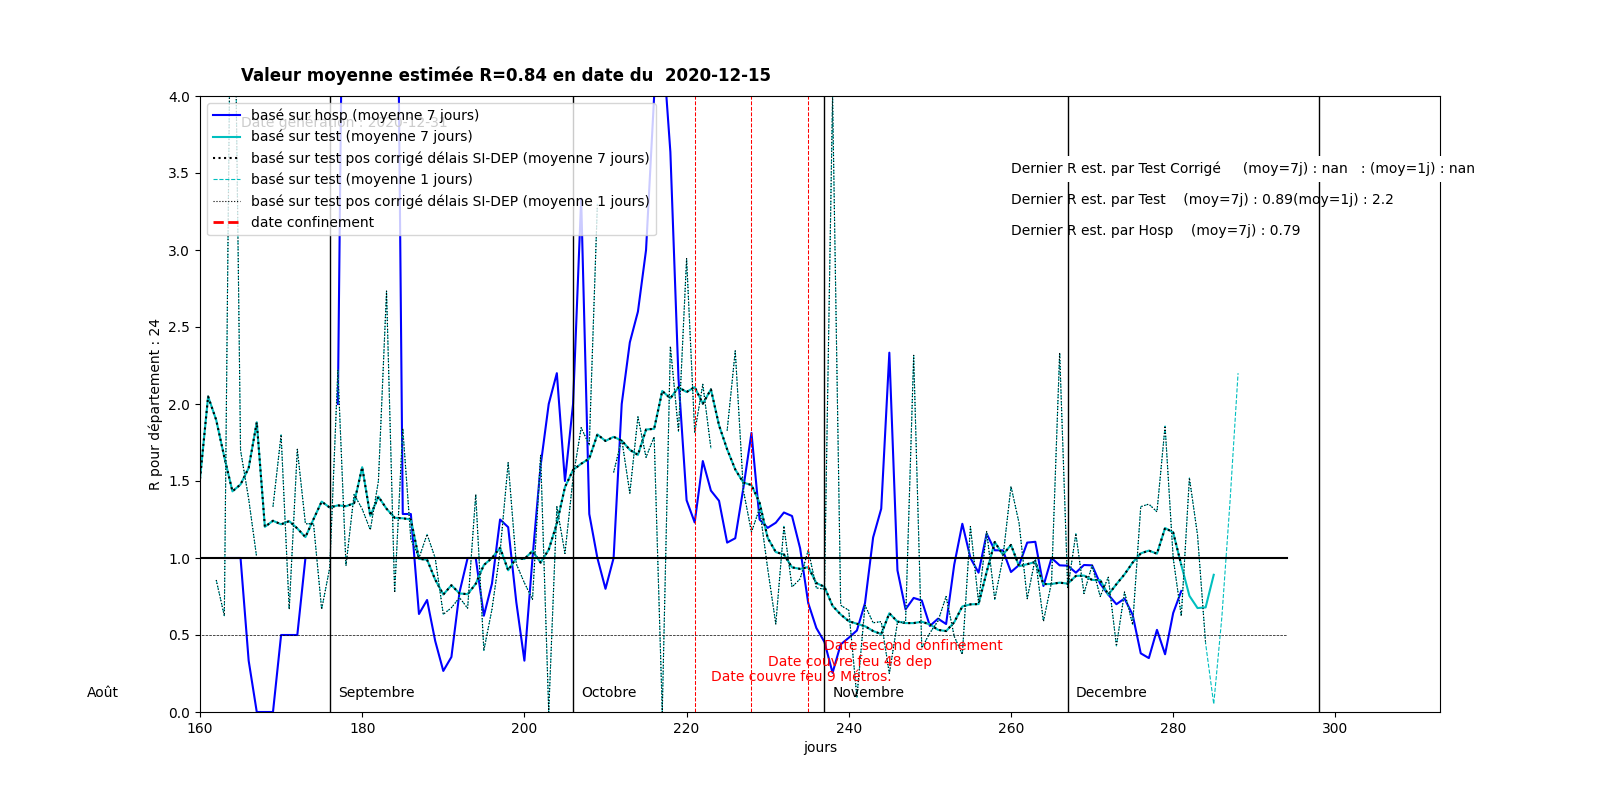 Valeur moyenne estimée R=0.84 en date du  2020-12-15
4.0
3.5
3.0
2.5
2.0
1.5
1.0
0.5
0.0
R pour département : 24
basé sur hosp (moyenne 7 jours)
Date génération : 2020-12-31
basé sur test (moyenne 7 jours)
basé sur test pos corrigé délais SI-DEP (moyenne 7 jours)
basé sur test (moyenne 1 jours)
basé sur test pos corrigé délais SI-DEP (moyenne 1 jours)
date confinement
Dernier R est. par Test Corrigé     (moy=7j) : nan   : (moy=1j) : nan
Dernier R est. par Test    (moy=7j) : 0.89(moy=1j) : 2.2
Dernier R est. par Hosp    (moy=7j) : 0.79
Date second confinement
Date couvre feu 48 dep
Date couvre feu 9 Métros.
Août
Septembre
Octobre
Novembre
Decembre
160 180 200 220 240 260 280 300
jours